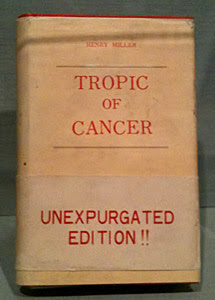 HENRY MILLER
TROPIC
OF
CANCER
UNEXPURGATED
EDITION!!